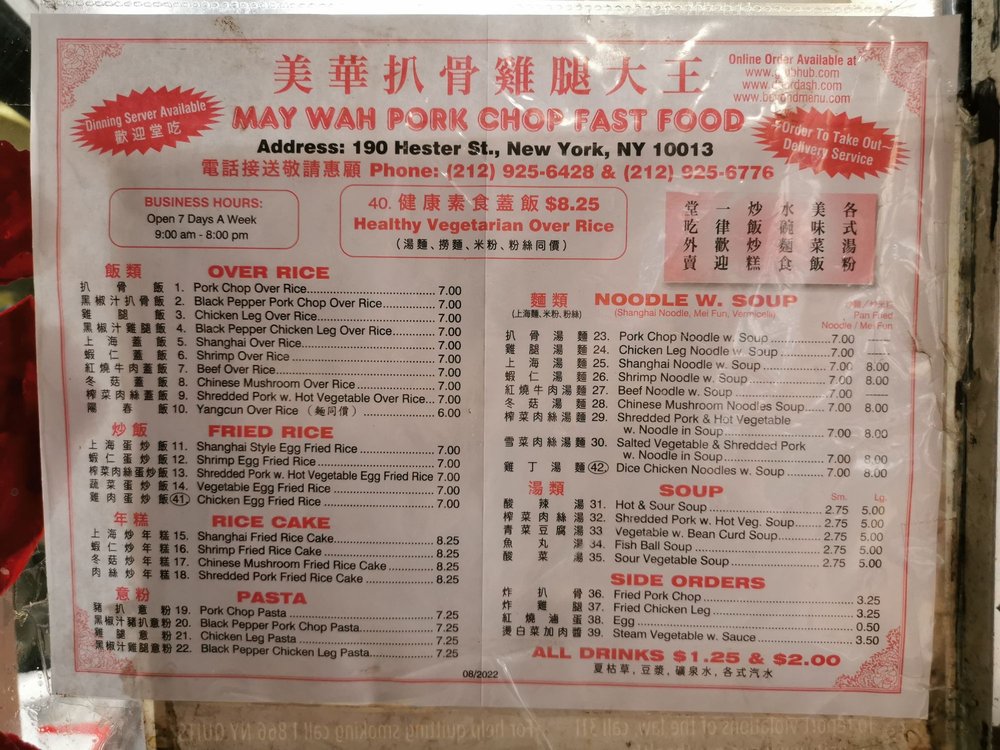 美華扒骨雞腿大王
MAY WAH PORK CHOP FAST FOOD
Address: 190 Hester St., New York, NY 10013
電話接送敬請惠顧 Phone: (212) 925-6428 & (212) 925-6776
Dinning Server Available
歡迎堂吃
Online Order Available at
www.beyondmenu.com
Order To Take Out~
Delivery Service
BUSINESS HOURS:
Open 7 Days A Week
9:00 am - 8:00 pm
40. 健康素食蓋飯 $8.25
Healthy Vegetarian Over Rice
(湯麵、撈麵、米粉、粉絲同價)
各式湯粉
美味菜飯
水碗麵食
炒飯炒糕
一律歡迎
堂吃外賣
飯類 OVER RICE
扒骨飯 1. Pork Chop Over Rice 7.00
黑椒汁扒骨飯 2. Black Pepper Pork Chop Over Rice 7.00
雞腿飯 3. Chicken Leg Over Rice 7.00
黑椒汁雞腿飯 4. Black Pepper Chicken Leg Over Rice 7.00
上海蓋飯 5. Shanghai Over Rice 7.00
蝦仁蓋飯 6. Shrimp Over Rice 7.00
紅燒牛肉蓋飯 7. Beef Over Rice 7.00
冬菇蓋飯 8. Chinese Mushroom Over Rice 7.00
榨菜肉絲蓋飯 9. Shredded Pork w. Hot Vegetable Over Rice 7.00
陽春飯 10. Yangcun Over Rice (麵同價) 6.00
炒飯 FRIED RICE
上海蛋炒飯 11. Shanghai Style Egg Fried Rice 7.00
蝦仁蛋炒飯 12. Shrimp Egg Fried Rice 7.00
榨菜肉絲蛋炒飯 13. Shredded Pork w. Hot Vegetable Egg Fried Rice 7.00
蔬菜蛋炒飯 14. Vegetable Egg Fried Rice 7.00
雞肉蛋炒飯 41 Chicken Egg Fried Rice 7.00
年糕 RICE CAKE
上海炒年糕 15. Shanghai Fried Rice Cake 8.25
蝦仁炒年糕 16. Shrimp Fried Rice Cake 8.25
冬菇炒年糕 17. Chinese Mushroom Fried Rice Cake 8.25
肉絲炒年糕 18. Shredded Pork Fried Rice Cake 8.25
意粉 PASTA
豬扒意粉 19. Pork Chop Pasta 7.25
黑椒汁豬扒意粉 20. Black Pepper Pork Chop Pasta 7.25
雞腿意粉 21. Chicken Leg Pasta 7.25
黑椒汁雞腿意粉 22. Black Pepper Chicken Leg Pasta 7.25
麵類 NOODLE W. SOUP
(上海麵、米粉、粉絲) (Shanghai Noodle, Mei Fun, Vermicelli)
Pan Fried
Noodle / Mei Fun
扒骨湯麵 23. Pork Chop Noodle w. Soup 7.00
雞腿湯麵 24. Chicken Leg Noodle w. Soup 7.00
上海湯麵 25. Shanghai Noodle w. Soup 7.00 8.00
蝦仁湯麵 26. Shrimp Noodle w. Soup 7.00 8.00
紅燒牛肉湯麵 27. Beef Noodle w. Soup 7.00
冬菇湯麵 28. Chinese Mushroom Noodles Soup 7.00 8.00
榨菜肉絲湯麵 29. Shredded Pork & Hot Vegetable
w. Noodle in Soup 7.00 8.00
雪菜肉絲湯麵 30. Salted Vegetable & Shredded Pork
w. Noodle in Soup 7.00 8.00
雞丁湯麵 42 Dice Chicken Noodles w. Soup 7.00 8.00
湯類 SOUP
Sm. Lg.
酸辣湯 31. Hot & Sour Soup 2.75 5.00
榨菜肉絲湯 32. Shredded Pork w. Hot Veg. Soup 2.75 5.00
青菜豆腐湯 33 Vegetable w. Bean Curd Soup 2.75 5.00
魚丸湯 34. Fish Ball Soup 2.75 5.00
酸菜湯 35. Sour Vegetable Soup 2.75 5.00
SIDE ORDERS
炸扒骨 36. Fried Pork Chop 3.25
炸雞腿 37. Fried Chicken Leg 3.25
紅燒滷蛋 38. Egg 0.50
燙白菜加肉醬 39. Steam Vegetable w. Sauce 3.50
ALL DRINKS $1.25 & $2.00
夏枯草, 豆漿, 礦泉水, 各式汽水
08/2022